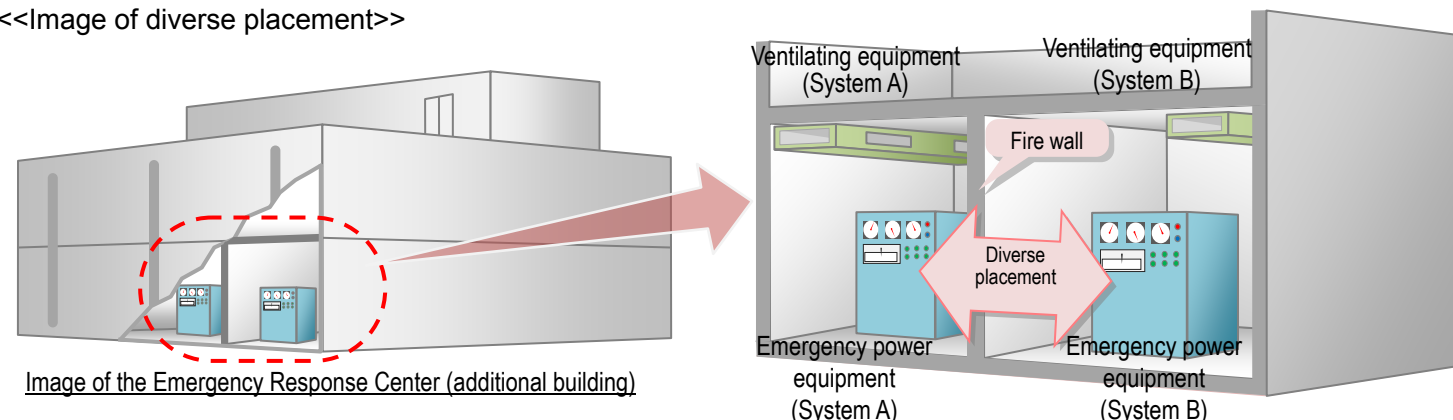 <<Image of diverse placement>>
Ventilating equipment
(System A)
Ventilating equipment
(System B)
Fire wall
Diverse
placement
Emergency power
equipment
(System A)
Emergency power
equipment
(System B)
Image of the Emergency Response Center (additional building)